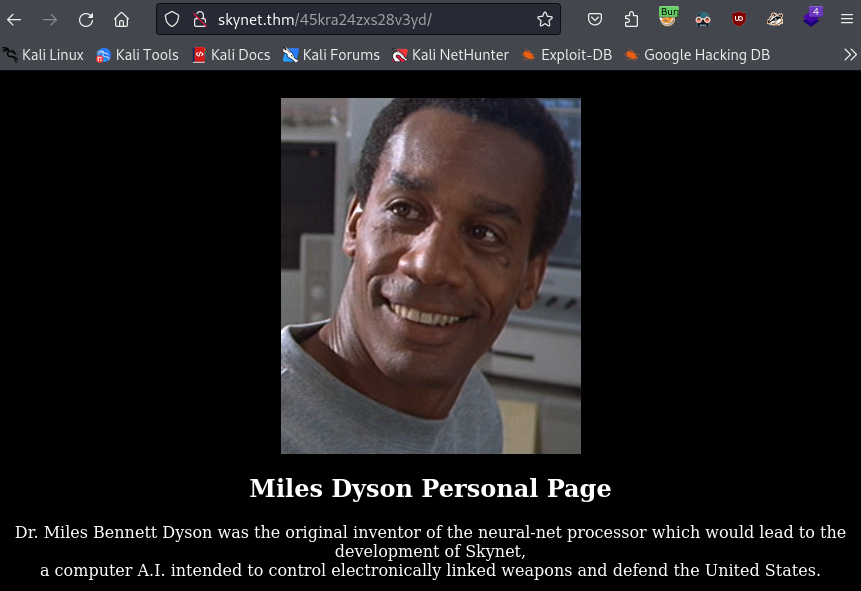 skynet.thm/45kra24zxs28v3yd/
Bur
UD
4
Kali Linux Kali Tools Kali Docs Kali Forums Kali NetHunter Exploit-DB Google Hacking DB
Miles Dyson Personal Page
Dr. Miles Bennett Dyson was the original inventor of the neural-net processor which would lead to the
development of Skynet,
a computer A.I. intended to control electronically linked weapons and defend the United States.